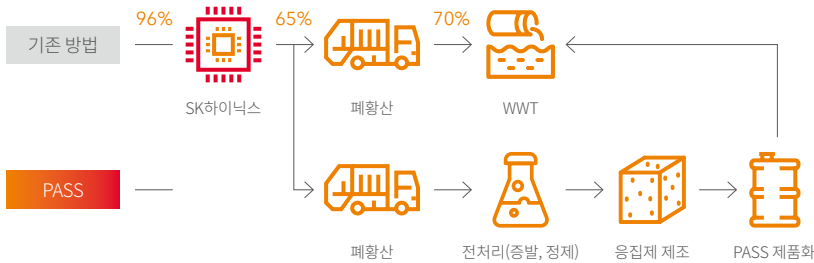 96%
65%
70%
기존 방법
SK하이닉스
폐황산
WWT
PASS
폐황산
전처리(증발, 정제)
응집제 제조
PASS 제품화